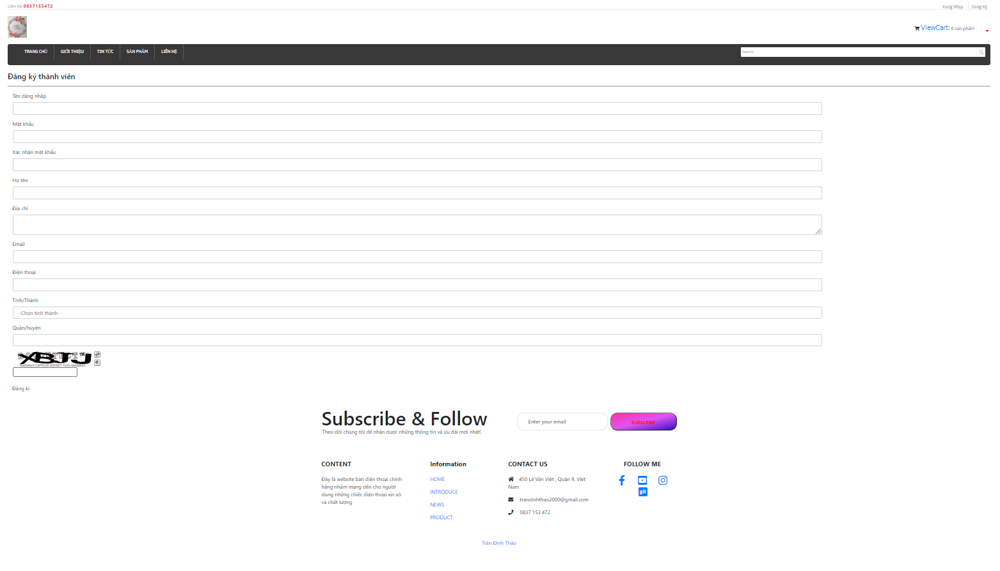 Liên hệ 0837153472
Đăng Nhập
Đăng Ký
ViewCart: 0 sản phẩm
TRANG CHỦ
GIỚI THIỆU
TIN TỨC
SẢN PHẨM
LIÊN HỆ
Search
Đăng ký thành viên
Tên đăng nhập
Mật khẩu
Xác nhận mật khẩu
Họ tên
Địa chỉ
Email
Điện thoại
Tỉnh/Thành
--Chọn tỉnh thành--
Quận/huyện
XBJJ
BotDetect CAPTCHA ASP.NET Form Validation
Đăng kí
Subscribe & Follow
Theo dõi chúng tôi để nhận được những thông tin và ưu đãi mới nhất!.
Enter your email
SUBSCRIBE
CONTENT
Đây là website bán điện thoại chính
hãng nhằm mang đến cho người
dùng những chiếc điện thoại xịn xò
và chất lượng
Information
HOME
INTRODUCE
NEWS
PRODUCT
CONTACT US
450 Lê Văn Việt , Quận 9, Viet
Nam
trandinhthao2000@gmail.com
0837 153 472
FOLLOW ME
git
Trần Đình Thảo